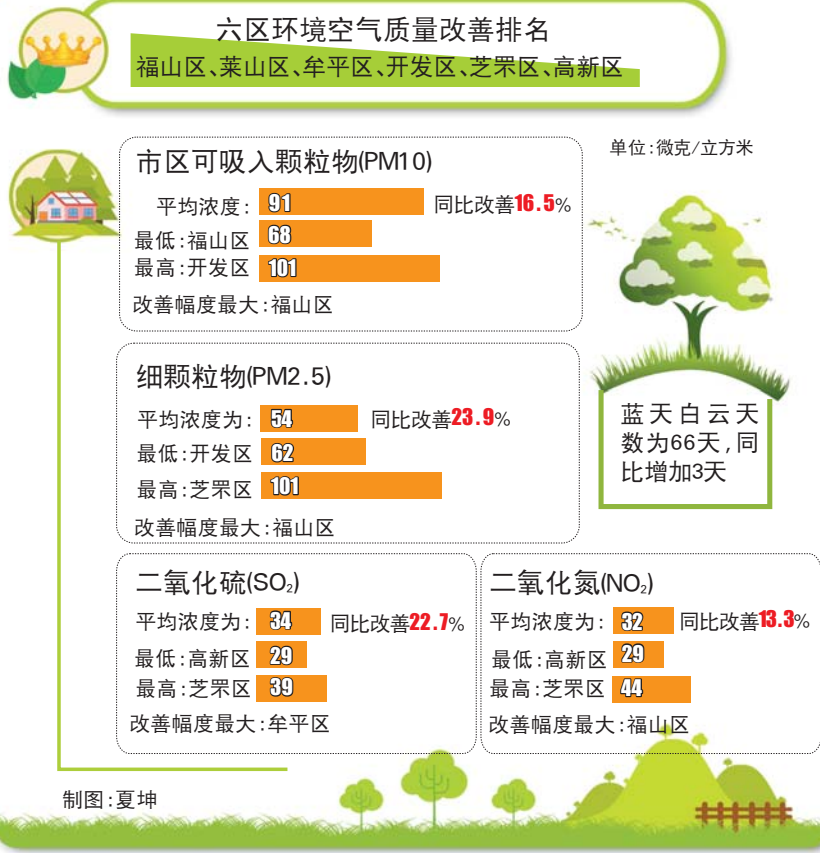 六区环境空气质量改善排名
福山区、莱山区、牟平区、开发区、芝罘区、高新区
单位:微克/立方米
市区可吸入颗粒物(PM10)
平均浓度: 91 同比改善16.5%
最低:福山区 68
最高:开发区 101
改善幅度最大:福山区
细颗粒物(PM2.5)
平均浓度为: 54 同比改善23.9%
最低:开发区 62
最高:芝罘区 101
改善幅度最大:福山区
蓝天白云天
数为66天,同
比增加3天
二氧化硫(SO₂)
平均浓度为: 34 同比改善22.7%
最低:高新区 29
最高:芝罘区 39
改善幅度最大:牟平区
二氧化氮(NO₂)
平均浓度为: 32 同比改善13.3%
最低:高新区 29
最高:芝罘区 44
改善幅度最大:福山区
制图:夏坤